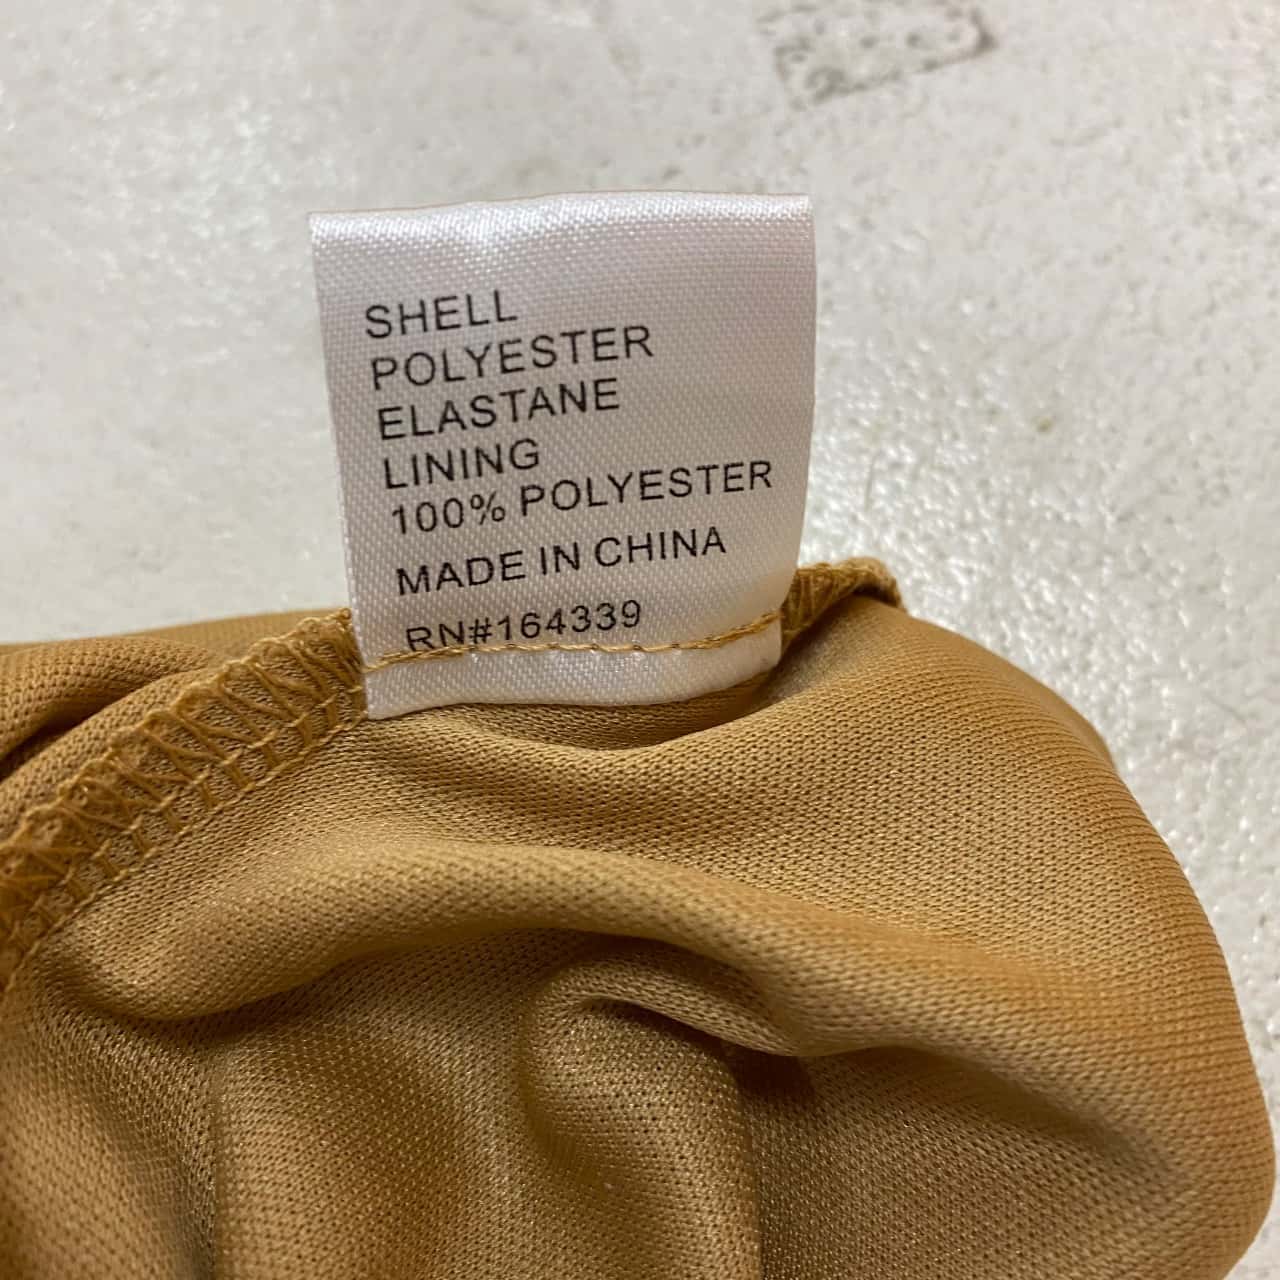 SHELL
POLYESTER
ELASTANE
LINING
100% POLYESTER
MADE IN CHINA
RN#164339